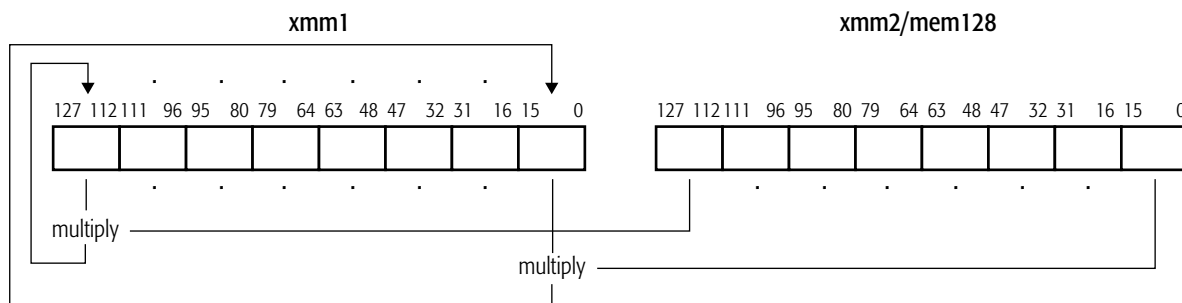 xmm1 xmm2/mem128
. . . . . .
127 112 111 96 95 80 79 64 63 48 47 32 31 16 15 0 127 112 111 96 95 80 79 64 63 48 47 32 31 16 15 0
. . . . . . . . . . . .
multiply
multiply